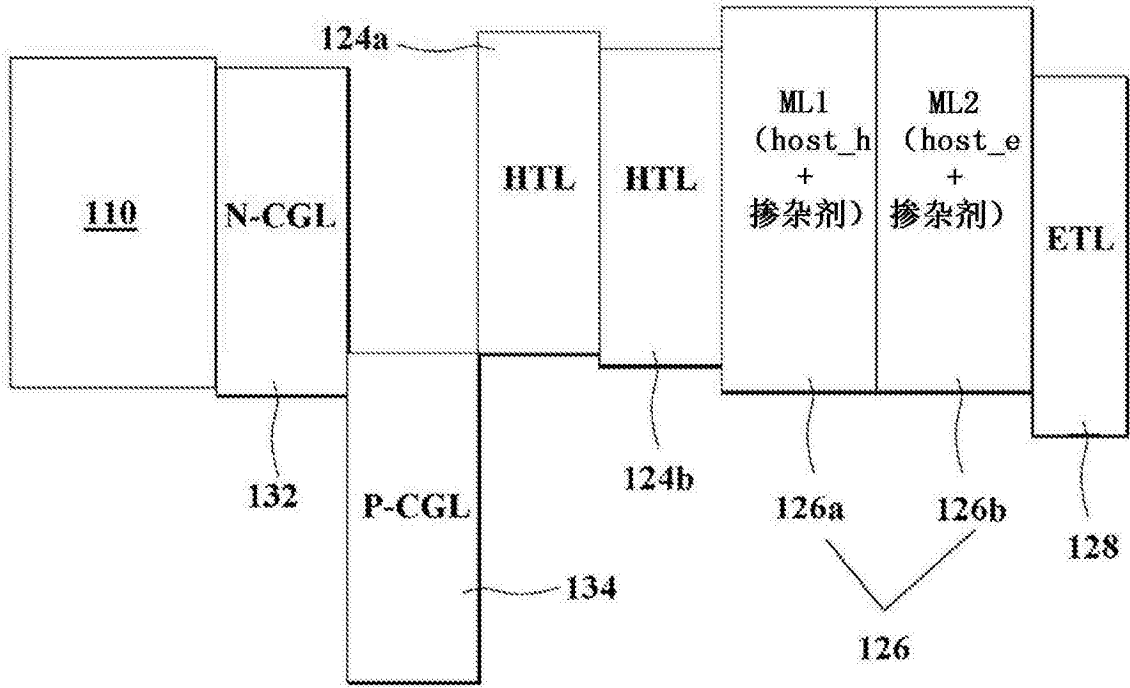 124a
110
N-CGL
HTL
HTL
ML1
（host_h
+
掺杂剂）
ML2
（host_e
+
掺杂剂）
ETL
132
P-CGL
134
124b
126a
126b
128
126